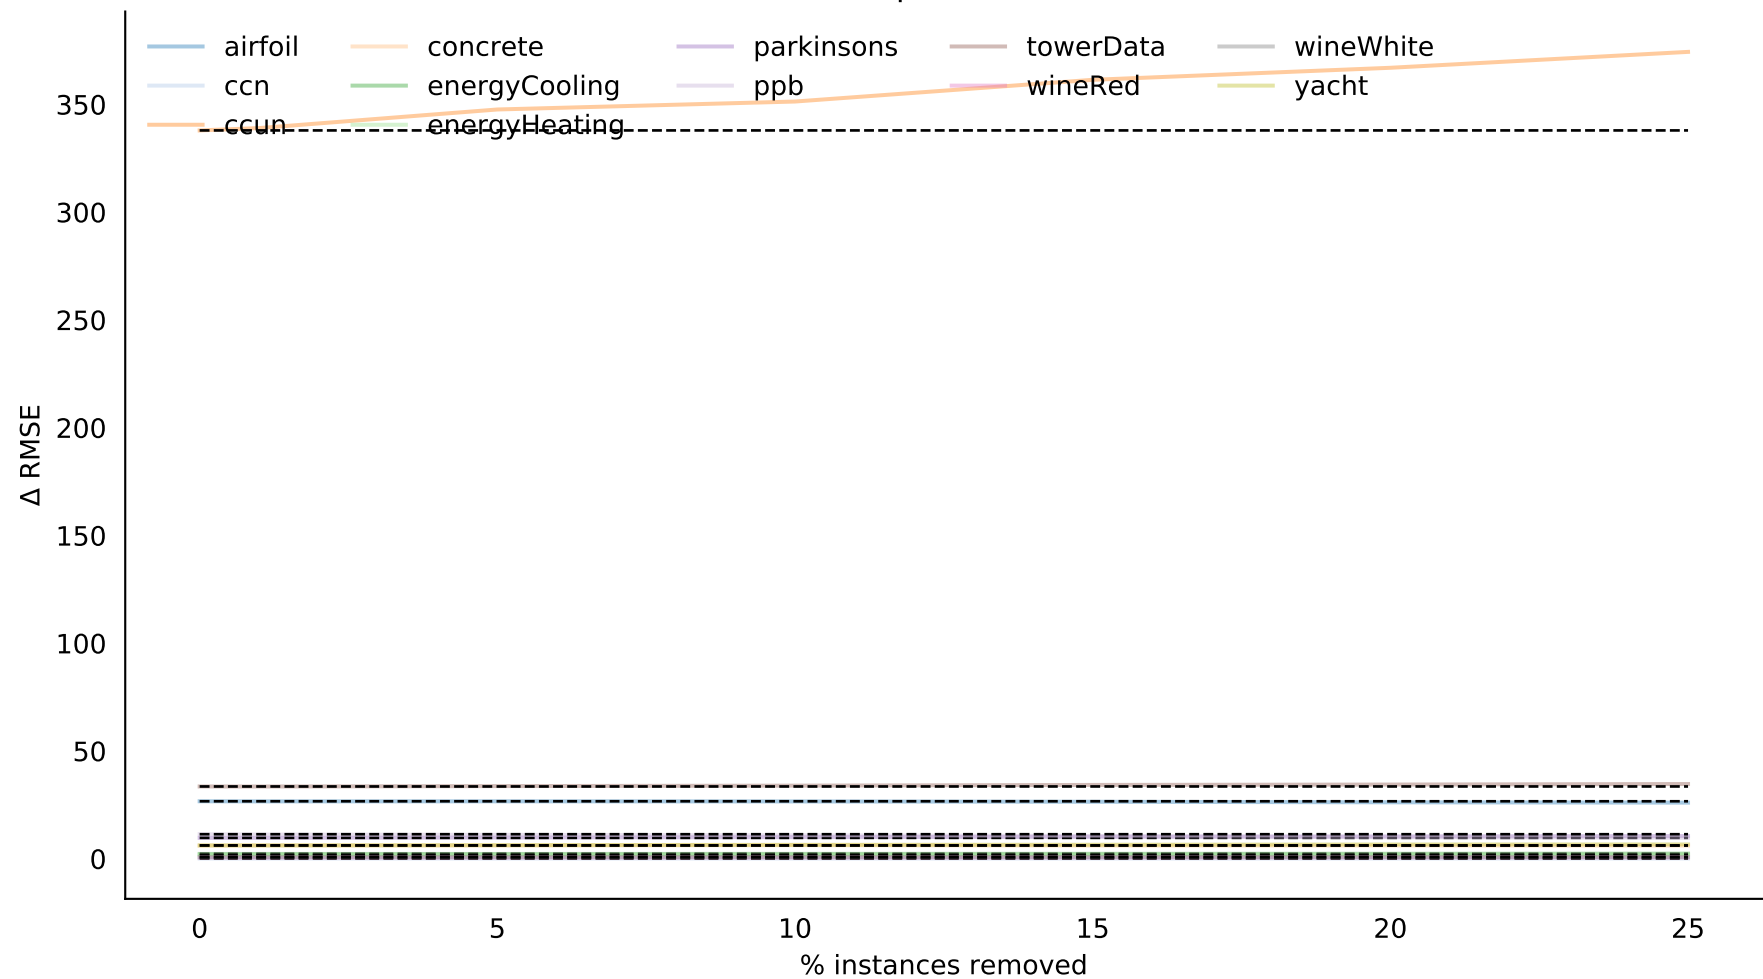 airfoil
ccn
ccun
concrete
energyCooling
energyHeating
parkinsons
ppb
towerData
wineRed
wineWhite
yacht
350
300
250
200
150
100
50
0
Δ RMSE
0 5 10 15 20 25
% instances removed